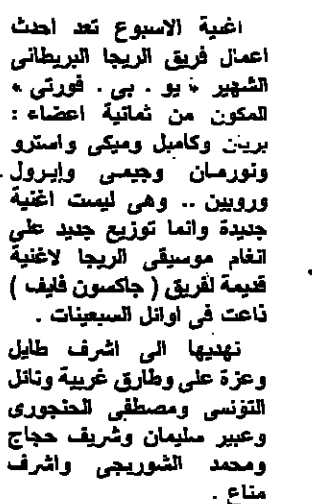 اغنية الاسبوع تعد احدث
اعمال فريق الريجا البريطانى
الشهير « يو . بى . فورتى »
المكون من ثمانية اعضاء :
برين وكامبل وميكى واسترو
ونورمان وجيمى وايرول .
وروبين .. وهى ليست اغنية
جديدة وانما توزيع جديد على
انغام موسيقى الريجا لاغنية
قديمة لفريق ( جاكسون فايف )
ذاعت فى اوائل السبعينات .
نهديها الى اشرف طايل
وعزة على وطارق غريبة ونائل
التونسى ومصطفى الحنجورى
وعبير سليمان وشريف حجاج
ومحمد الشوربجى واشرف
مناع .